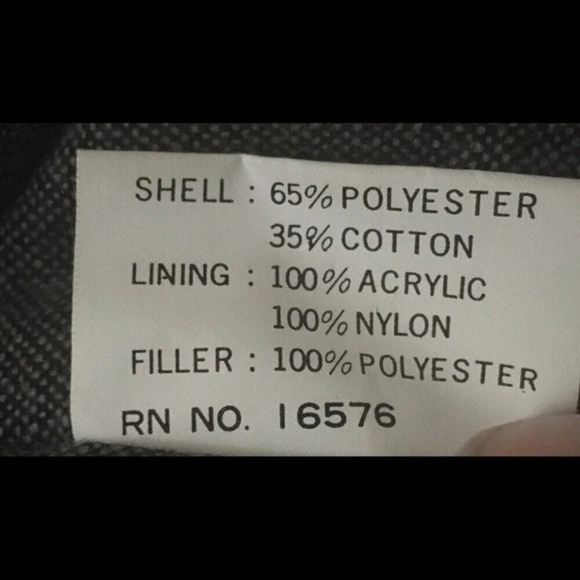 SHELL : 65% POLYESTER
35% COTTON
LINING : 100% ACRYLIC
100% NYLON
FILLER : 100% POLYESTER
RN NO. 16576